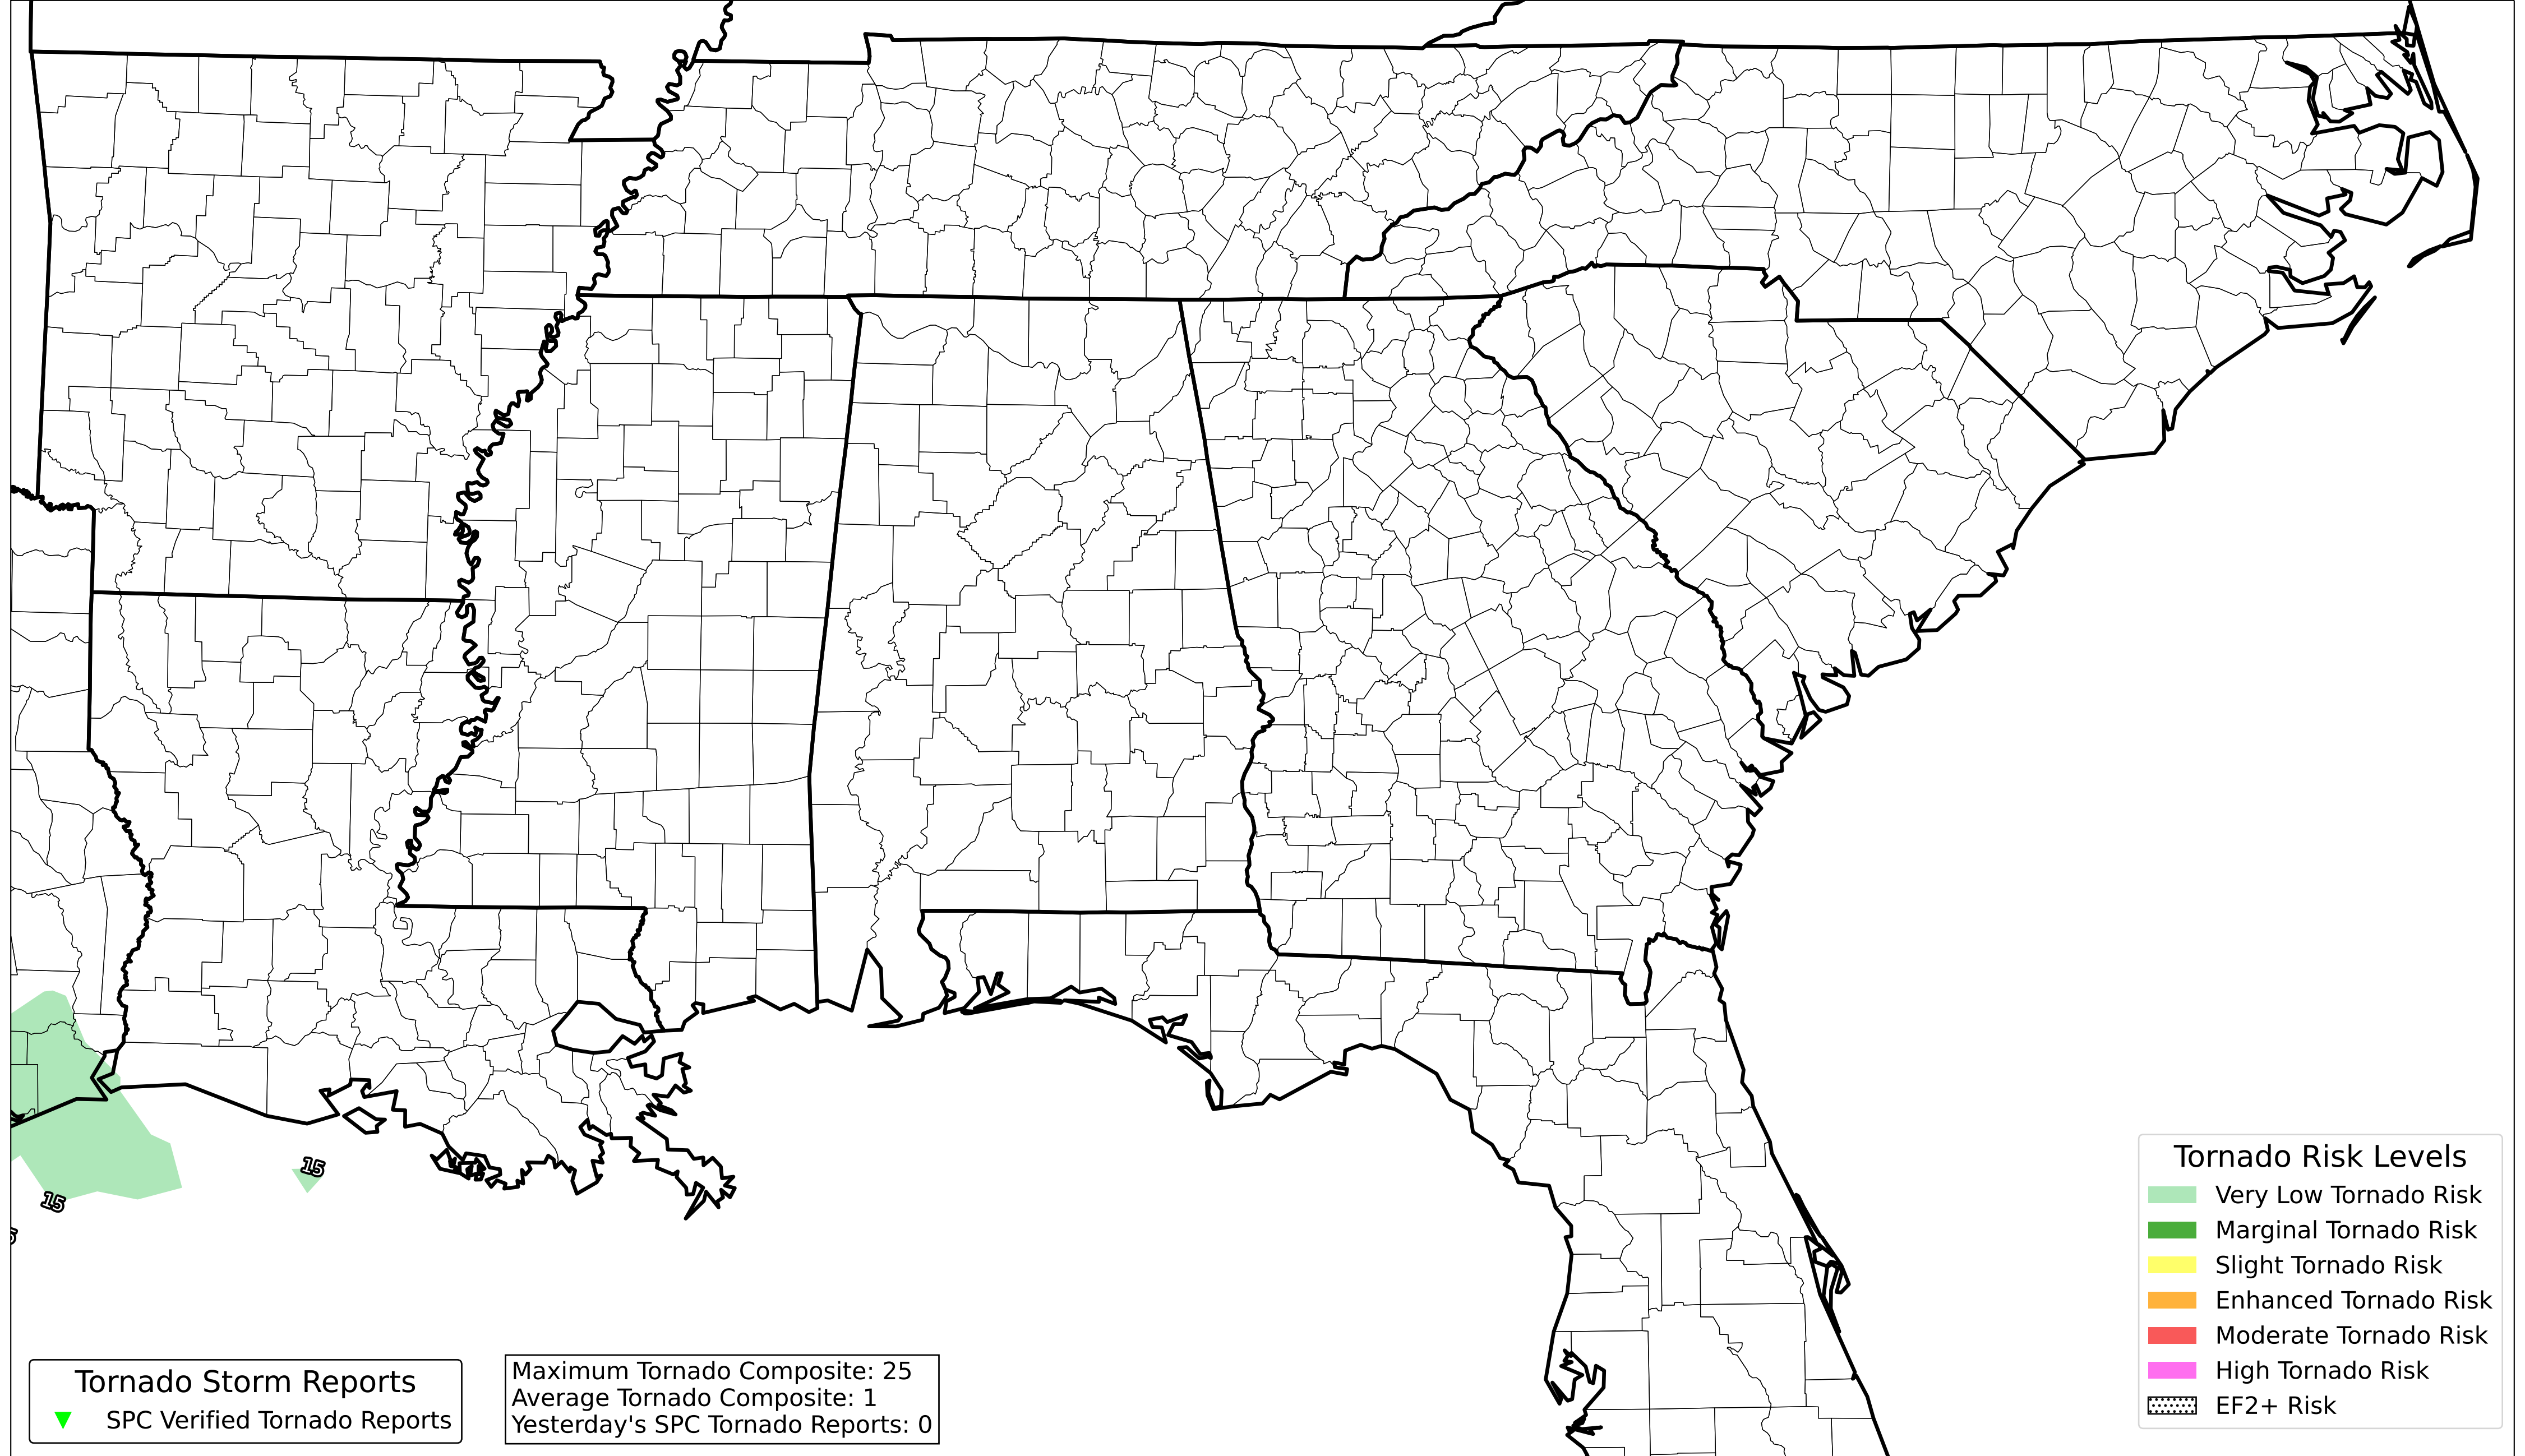 15
15
Tornado Risk Levels
Very Low Tornado Risk
Marginal Tornado Risk
Slight Tornado Risk
Enhanced Tornado Risk
Moderate Tornado Risk
High Tornado Risk
EF2+ Risk
Tornado Storm Reports
SPC Verified Tornado Reports
Maximum Tornado Composite: 25
Average Tornado Composite: 1
Yesterday's SPC Tornado Reports: 0